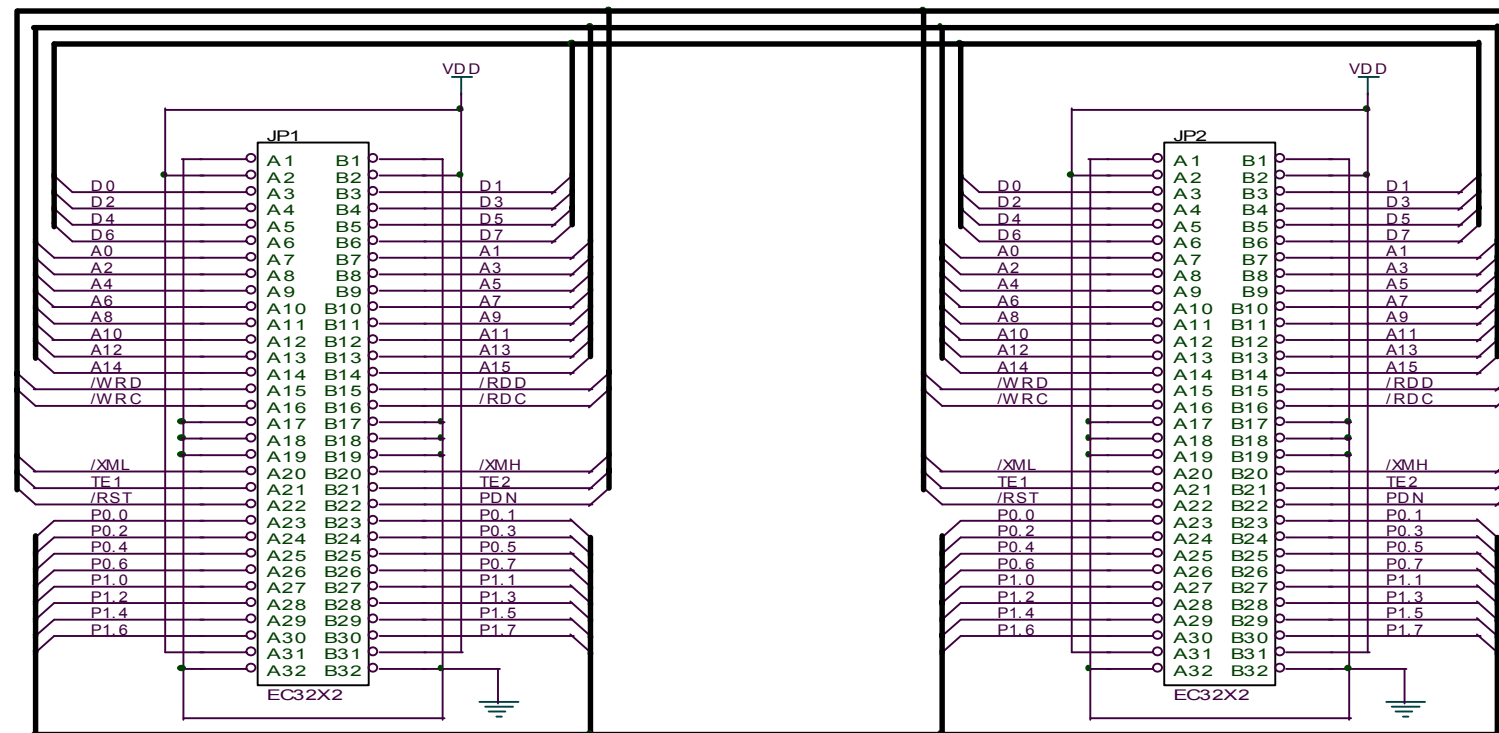 VDD VDD
JP1 JP2
A1 B1 A1 B1
A2 B2 A2 B2
D0 A3 B3 D1 D0 A3 B3 D1
D2 A4 B4 D3 D2 A4 B4 D3
D4 A5 B5 D5 D4 A5 B5 D5
D6 A6 B6 D7 D6 A6 B6 D7
A0 A7 B7 A1 A0 A7 B7 A1
A2 A8 B8 A3 A2 A8 B8 A3
A4 A9 B9 A5 A4 A9 B9 A5
A6 A10 B10 A7 A6 A10 B10 A7
A8 A11 B11 A9 A8 A11 B11 A9
A10 A12 B12 A11 A10 A12 B12 A11
A12 A13 B13 A13 A12 A13 B13 A13
A14 A14 B14 A15 A14 A14 B14 A15
/WRD A15 B15 /RDD /WRD A15 B15 /RDD
/WRC A16 B16 /RDC /WRC A16 B16 /RDC
A17 B17 A17 B17
A18 B18 A18 B18
A19 B19 A19 B19
/XML A20 B20 /XMH /XML A20 B20 /XMH
TE1 A21 B21 TE2 TE1 A21 B21 TE2
/RST A22 B22 PDN /RST A22 B22 PDN
P0.0 A23 B23 P0.1 P0.0 A23 B23 P0.1
P0.2 A24 B24 P0.3 P0.2 A24 B24 P0.3
P0.4 A25 B25 P0.5 P0.4 A25 B25 P0.5
P0.6 A26 B26 P0.7 P0.6 A26 B26 P0.7
P1.0 A27 B27 P1.1 P1.0 A27 B27 P1.1
P1.2 A28 B28 P1.3 P1.2 A28 B28 P1.3
P1.4 A29 B29 P1.5 P1.4 A29 B29 P1.5
P1.6 A30 B30 P1.7 P1.6 A30 B30 P1.7
A31 B31 A31 B31
A32 B32 A32 B32
EC32X2 EC32X2